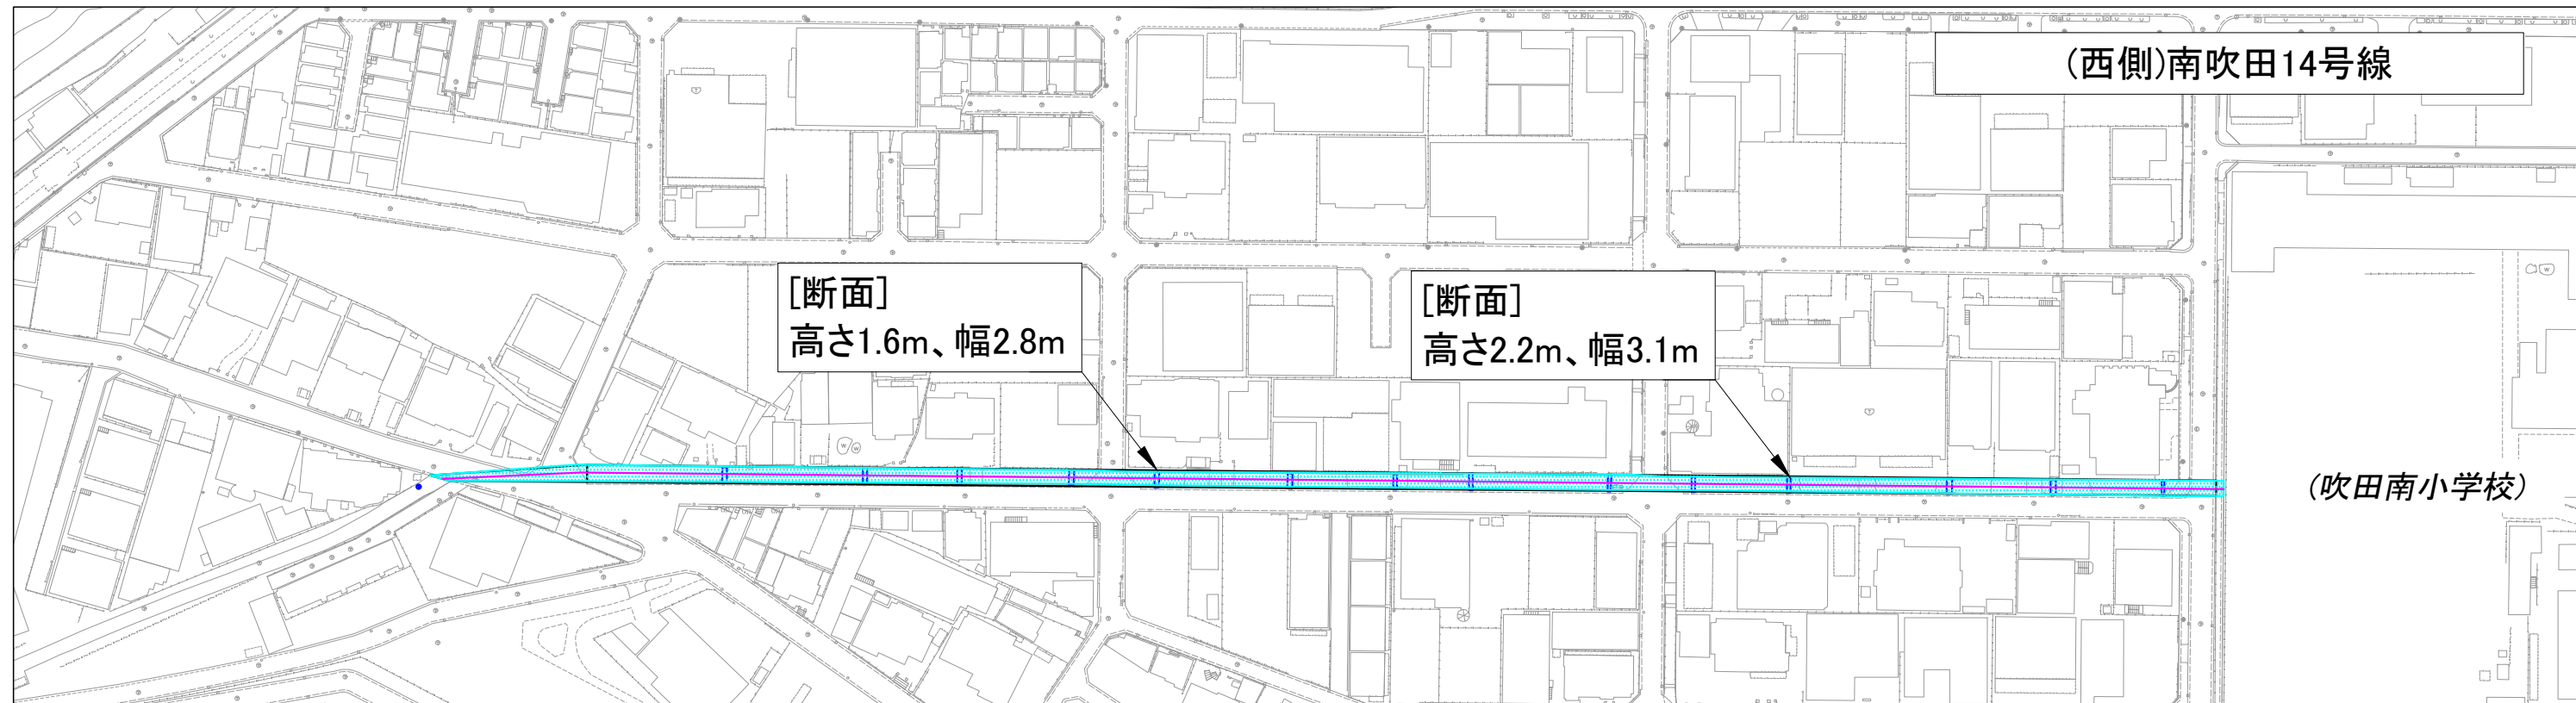 (西側)南吹田14号線
[断面]
高さ1.6m、幅2.8m
[断面]
高さ2.2m、幅3.1m
(吹田南小学校)